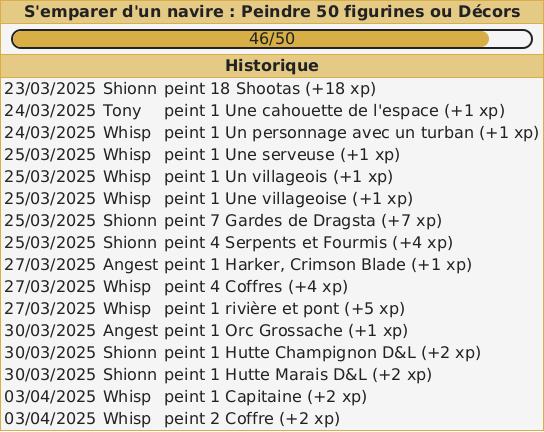 S'emparer d'un navire : Peindre 50 figurines ou Décors
46/50
Historique
23/03/2025 Shionn peint 18 Shootas (+18 xp)
24/03/2025 Tony peint 1 Une cahouette de l'espace (+1 xp)
24/03/2025 Whisp peint 1 Un personnage avec un turban (+1 xp)
25/03/2025 Whisp peint 1 Une serveuse (+1 xp)
25/03/2025 Whisp peint 1 Un villageois (+1 xp)
25/03/2025 Whisp peint 1 Une villageoise (+1 xp)
25/03/2025 Shionn peint 7 Gardes de Dragsta (+7 xp)
25/03/2025 Shionn peint 4 Serpents et Fourmis (+4 xp)
27/03/2025 Angest peint 1 Harker, Crimson Blade (+1 xp)
27/03/2025 Whisp peint 4 Coffres (+4 xp)
27/03/2025 Whisp peint 1 rivière et pont (+5 xp)
30/03/2025 Angest peint 1 Orc Grossache (+1 xp)
30/03/2025 Shionn peint 1 Hutte Champignon D&L (+2 xp)
30/03/2025 Shionn peint 1 Hutte Marais D&L (+2 xp)
03/04/2025 Whisp peint 1 Capitaine (+2 xp)
03/04/2025 Whisp peint 2 Coffre (+2 xp)